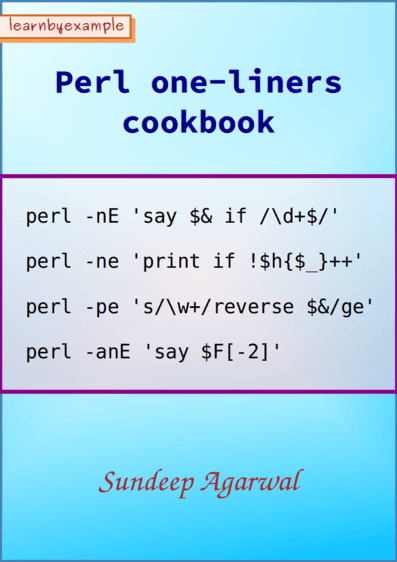 learnbyexample
Perl one-liners
cookbook
perl -nE 'say $& if /\d+$/'
perl -ne 'print if !$h{$_}++'
perl -pe 's/\w+/reverse $&/ge'
perl -anE 'say $F[-2]'
Sundeep Agarwal